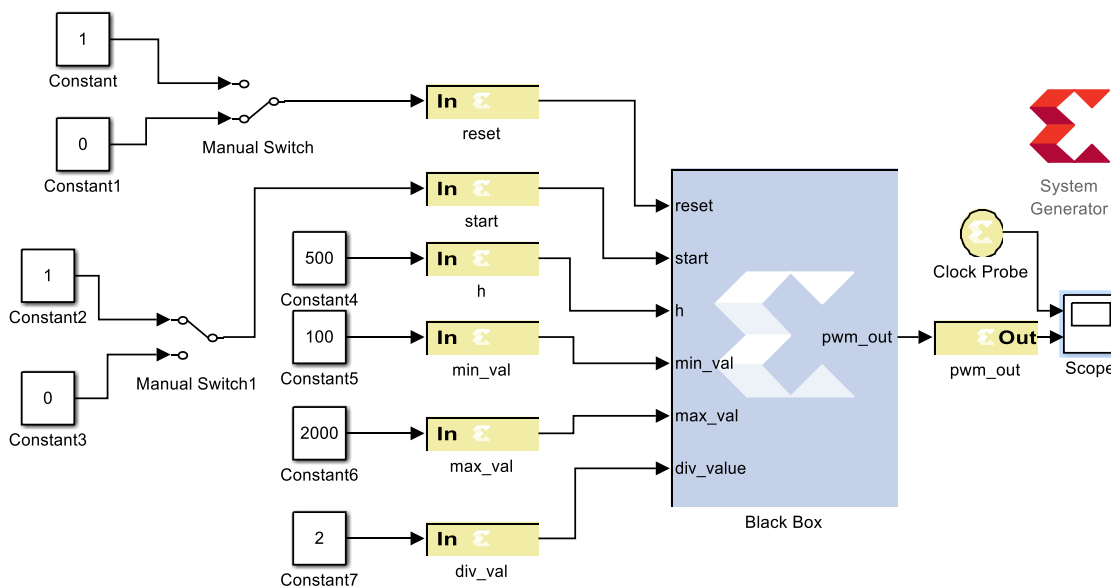 1
Constant
In
reset
Manual Switch
0
Constant1
In
start
reset
System
Generator
1
Constant2
500
Constant4
In
h
start
Clock Probe
h
100
Constant5
In
min_val
min_val
pwm_out
Out
pwm_out
Scope
Manual Switch1
0
Constant3
2000
Constant6
In
max_val
max_val
div_value
Black Box
2
Constant7
In
div_val